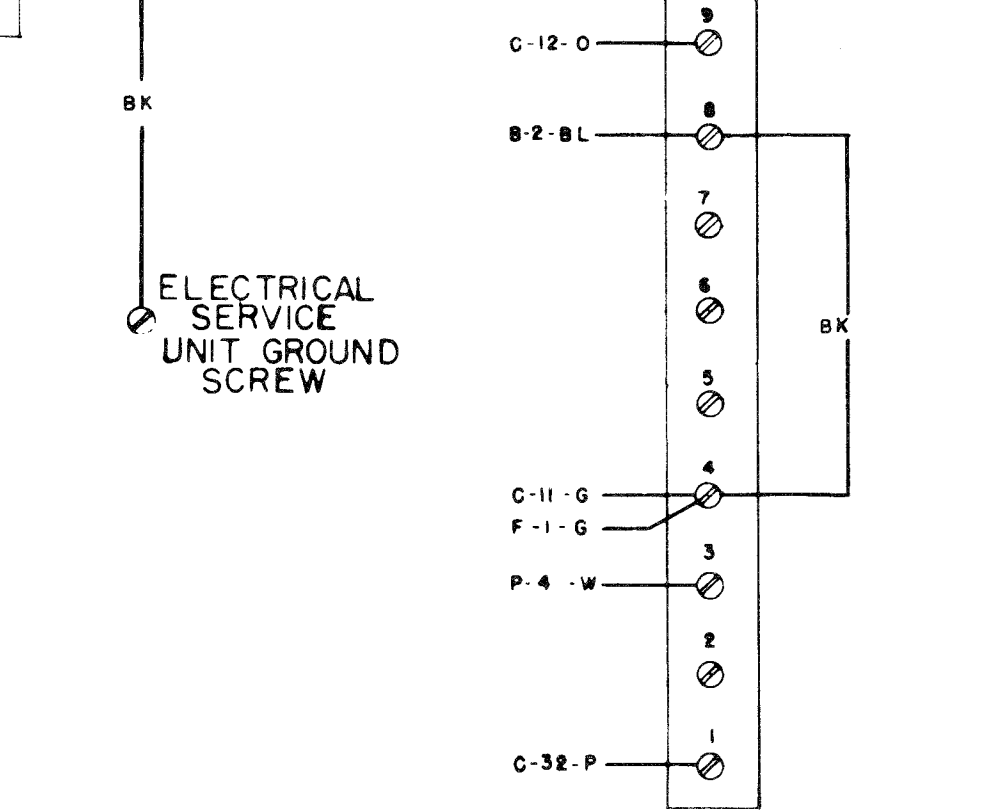 9
C-12-O
BK
8
B-2-BL
7
ELECTRICAL
SERVICE
UNIT GROUND
SCREW
6
BK
5
4
C-11-G
F-1-G
3
P-4-W
2
1
C-32-P